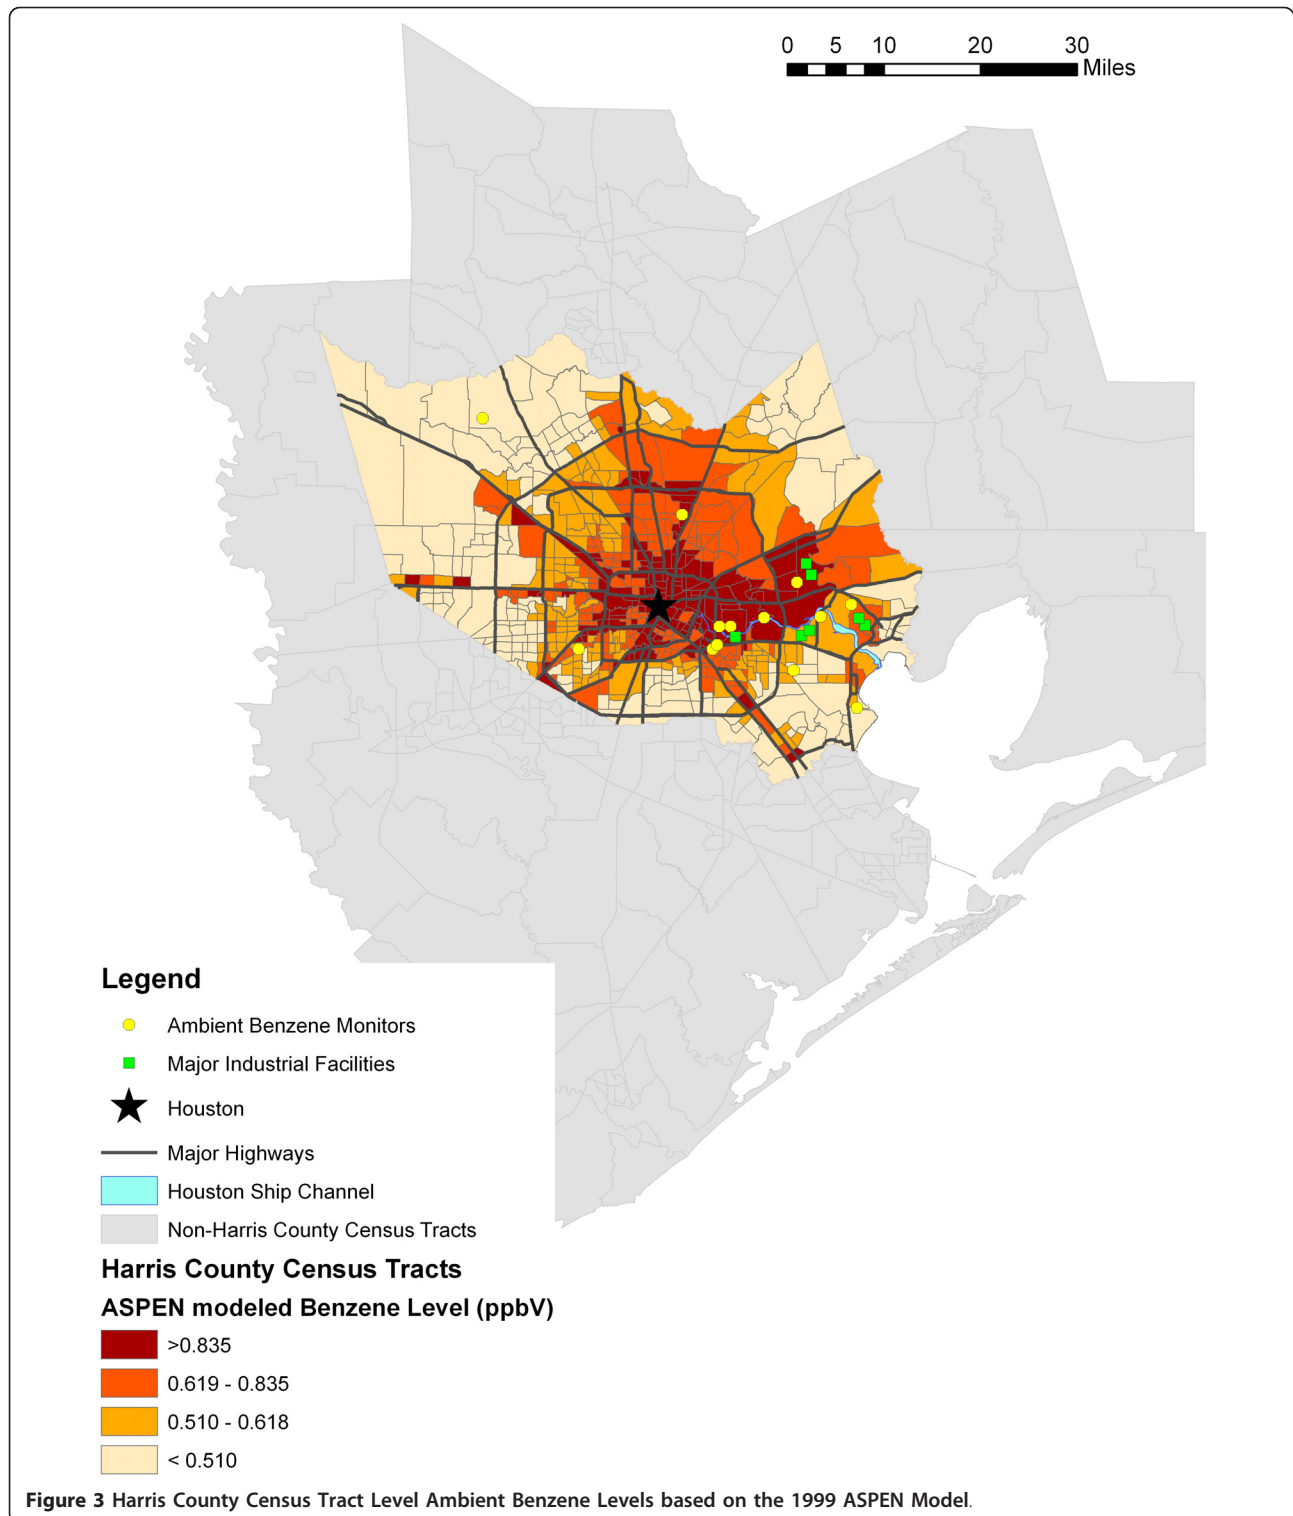 0 5 10 20 30
Miles
Legend
Ambient Benzene Monitors
Major Industrial Facilities
Houston
Major Highways
Houston Ship Channel
Non-Harris County Census Tracts
Harris County Census Tracts
ASPEN modeled Benzene Level (ppbV)
>0.835
0.619 - 0.835
0.510 - 0.618
< 0.510
Figure 3 Harris County Census Tract Level Ambient Benzene Levels based on the 1999 ASPEN Model.